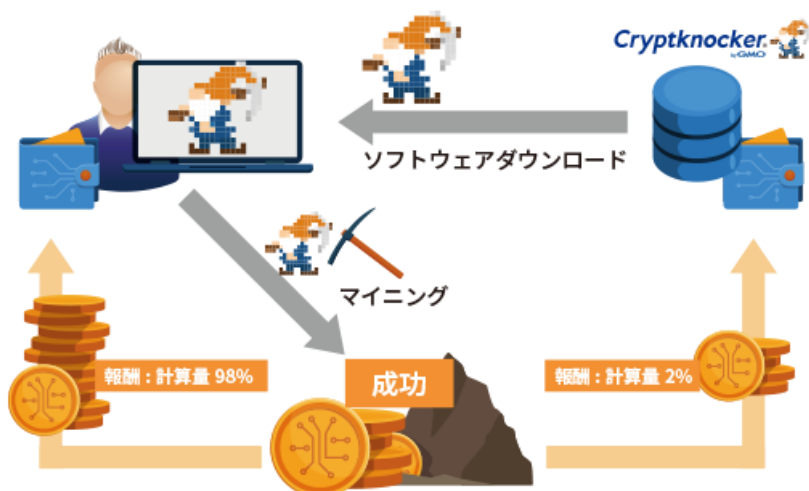 Cryptknocker.
by GMO
ソフトウェアダウンロード
マイニング
報酬 : 計算量 98%
成功
報酬 : 計算量 2%